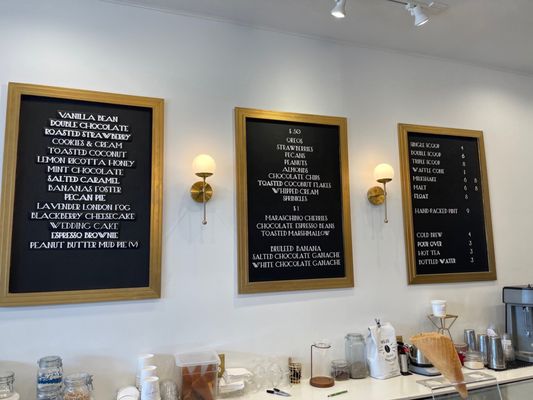 VANILLA BEAN
DOUBLE CHOCOLATE
ROASTED STRAWBERRY
COOKIES & CREAM
TOASTED COCONUT
LEMON RICOTTA HONEY
MINT CHOCOLATE
SALTED CARAMEL
BANANAS FOSTER
PECAN PIE
LAVENDER LONDON FOG
BLACKBERRY CHEESECAKE
WEDDING CAKE
ESPRESSO BROWNIE
PEANUT BUTTER MUD PIE (V)
$.50
OREOS
STRAWBERRIES
PECANS
PEANUTS
ALMONDS
CHOCOLATE CHIPS
TOASTED COCONUT FLAKES
WHIPPED CREAM
SPRINKLES
$1
MARASCHINO CHERRIES
CHOCOLATE ESPRESSO BEANS
TOASTED MARSHMALLOW
BRULEED BANANA
SALTED CHOCOLATE GANACHE
WHITE CHOCOLATE GANACHE
SINGLE SCOOP 4
DOUBLE SCOOP 6
TRIPLE SCOOP 8
WAFFLE CONE 1
MILKSHAKE 6 8
MALT 6 8
FLOAT 8
HAND-PACKED PINT 9
COLD BREW 4
POUR OVER 3
HOT TEA 3
BOTTLED WATER 2